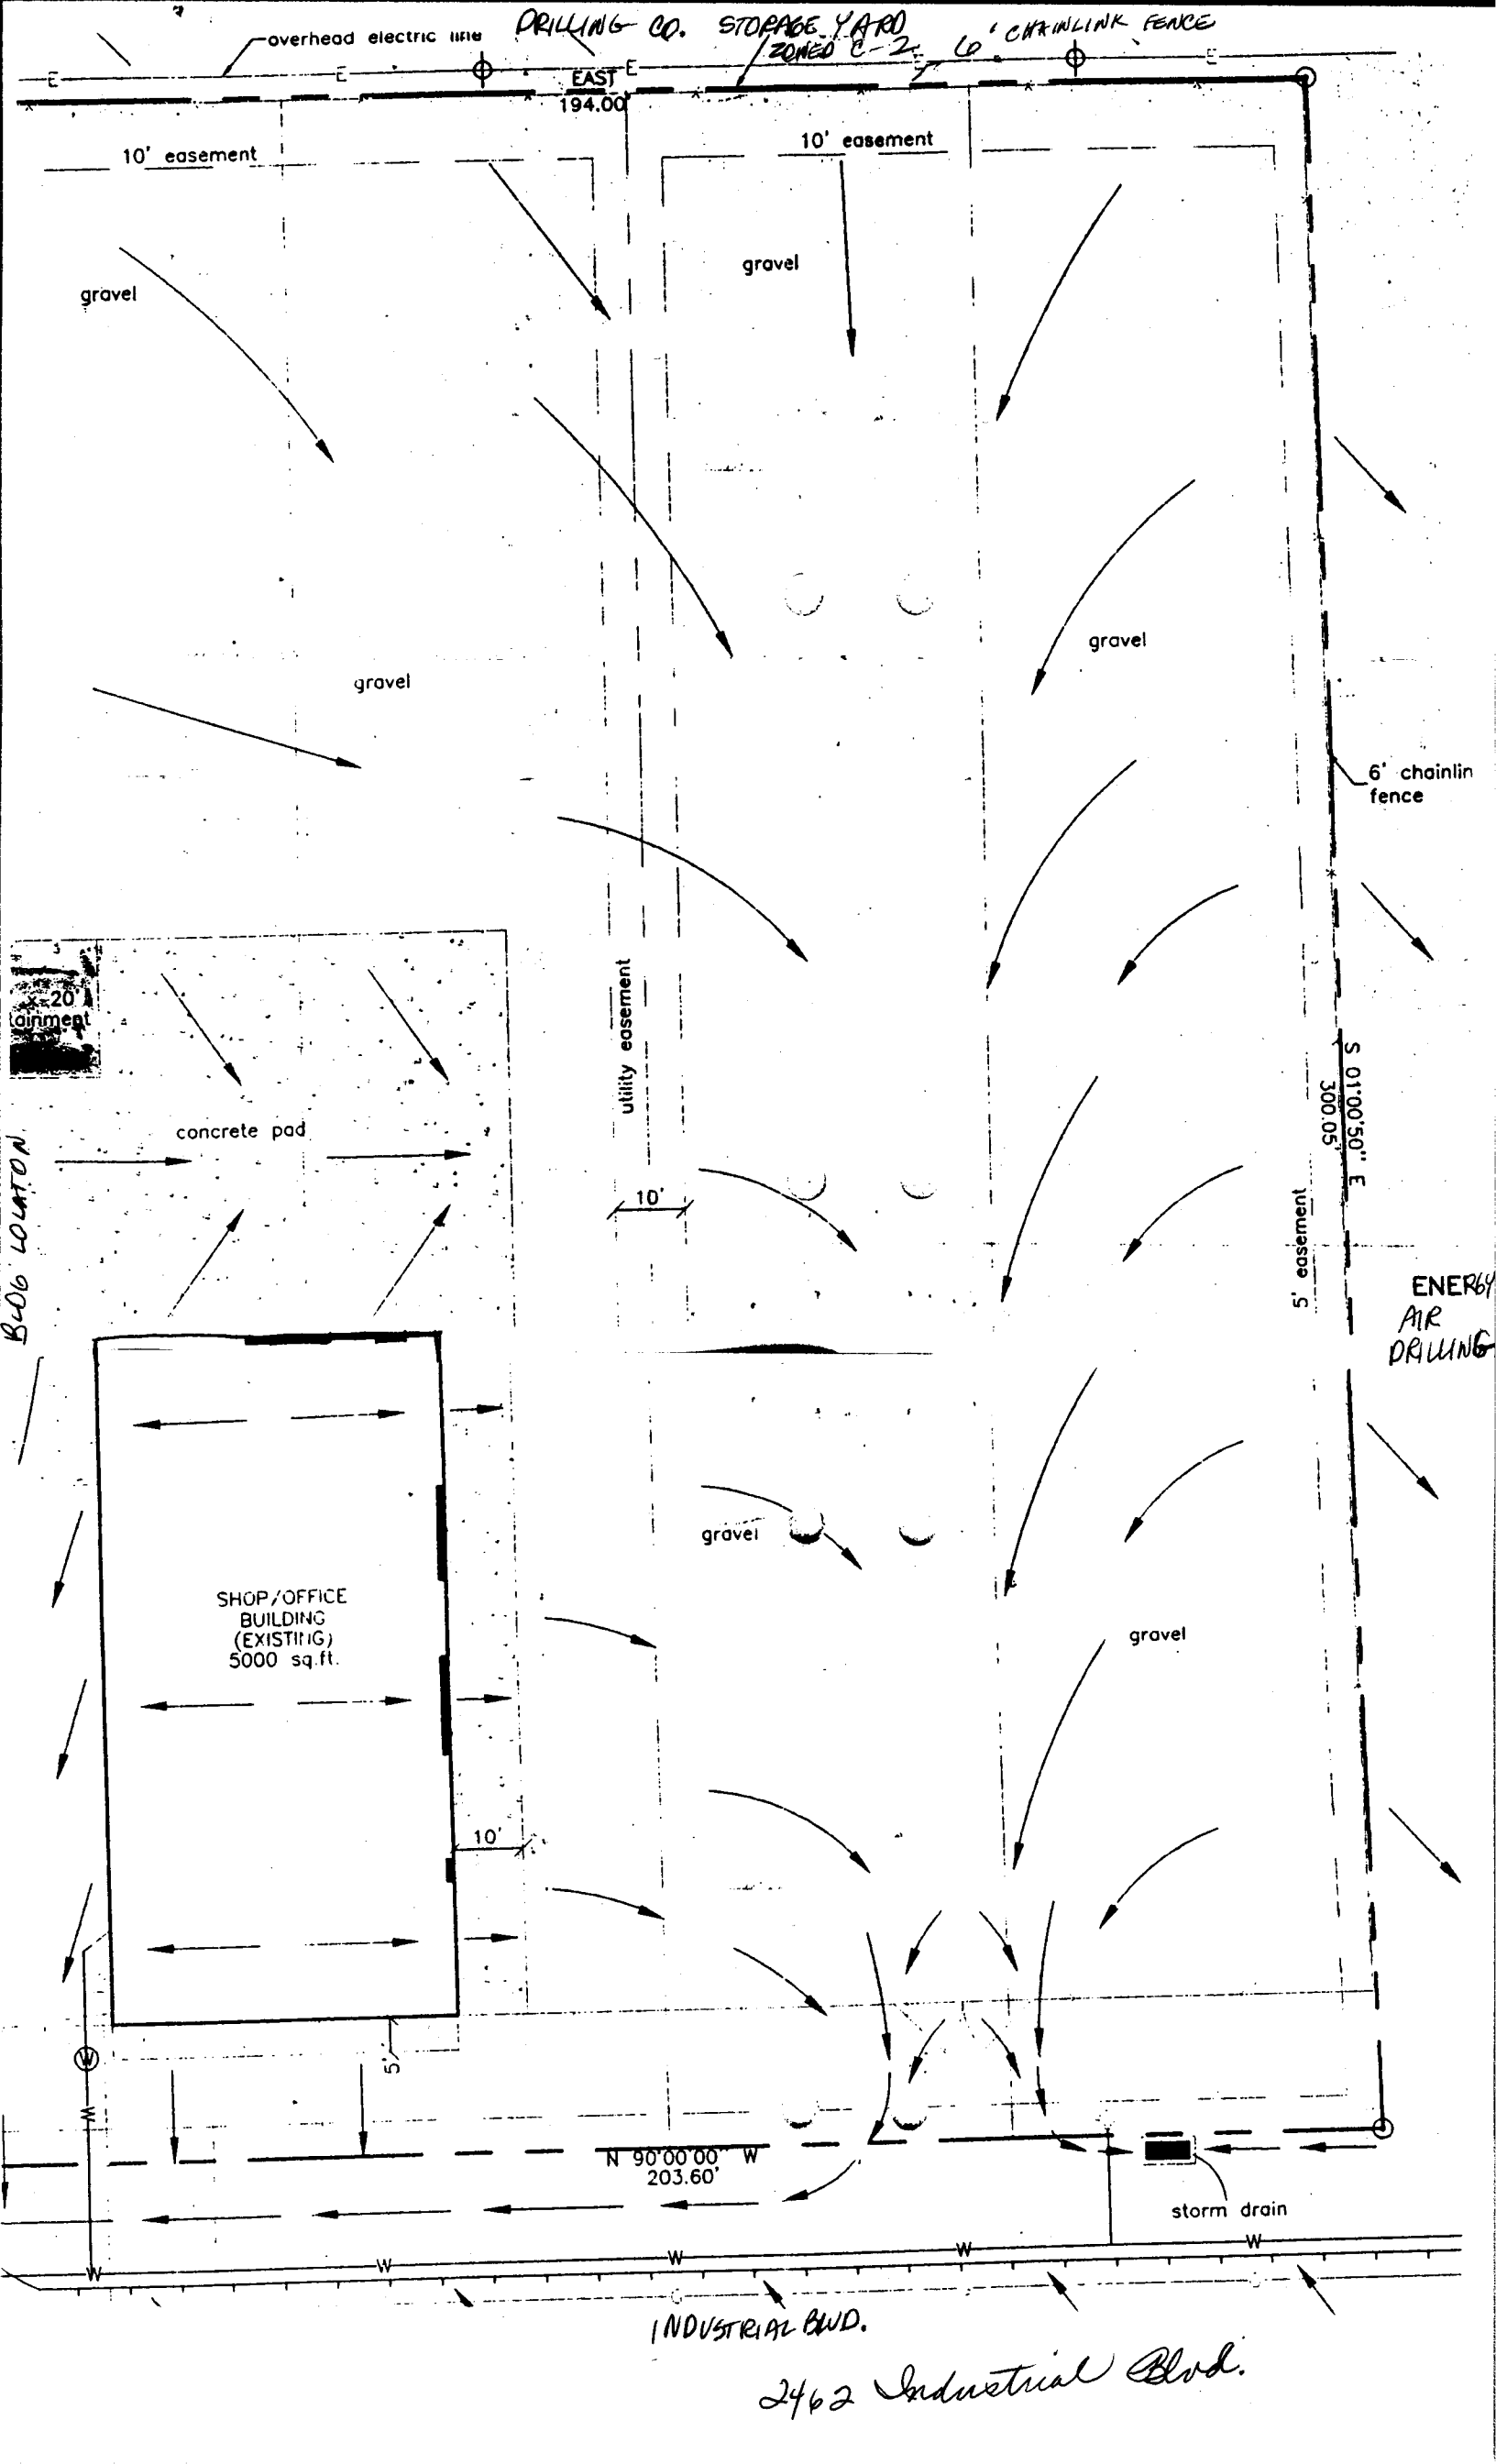 DRILLING CO. STORAGE YARD
ZONED C-2
6' CHAINLINK FENCE
overhead electric line
E
E
E
E
E
EAST
194.00'
10' easement
10' easement
gravel
gravel
gravel
gravel
6' chainlin
fence
x 20'
ainment
concrete pad
utility easement
10'
S 01°00'50" E
300.05'
5' easement
BLDG LOCATON
ENERGY
AIR
DRILLING
SHOP/OFFICE
BUILDING
(EXISTING)
5000 sq.ft.
gravel
gravel
10'
5'
W
W
N 90°00'00" W
203.60'
storm drain
W
W
W
W
W
INDUSTRIAL BLVD.
2462 Industrial Blvd.